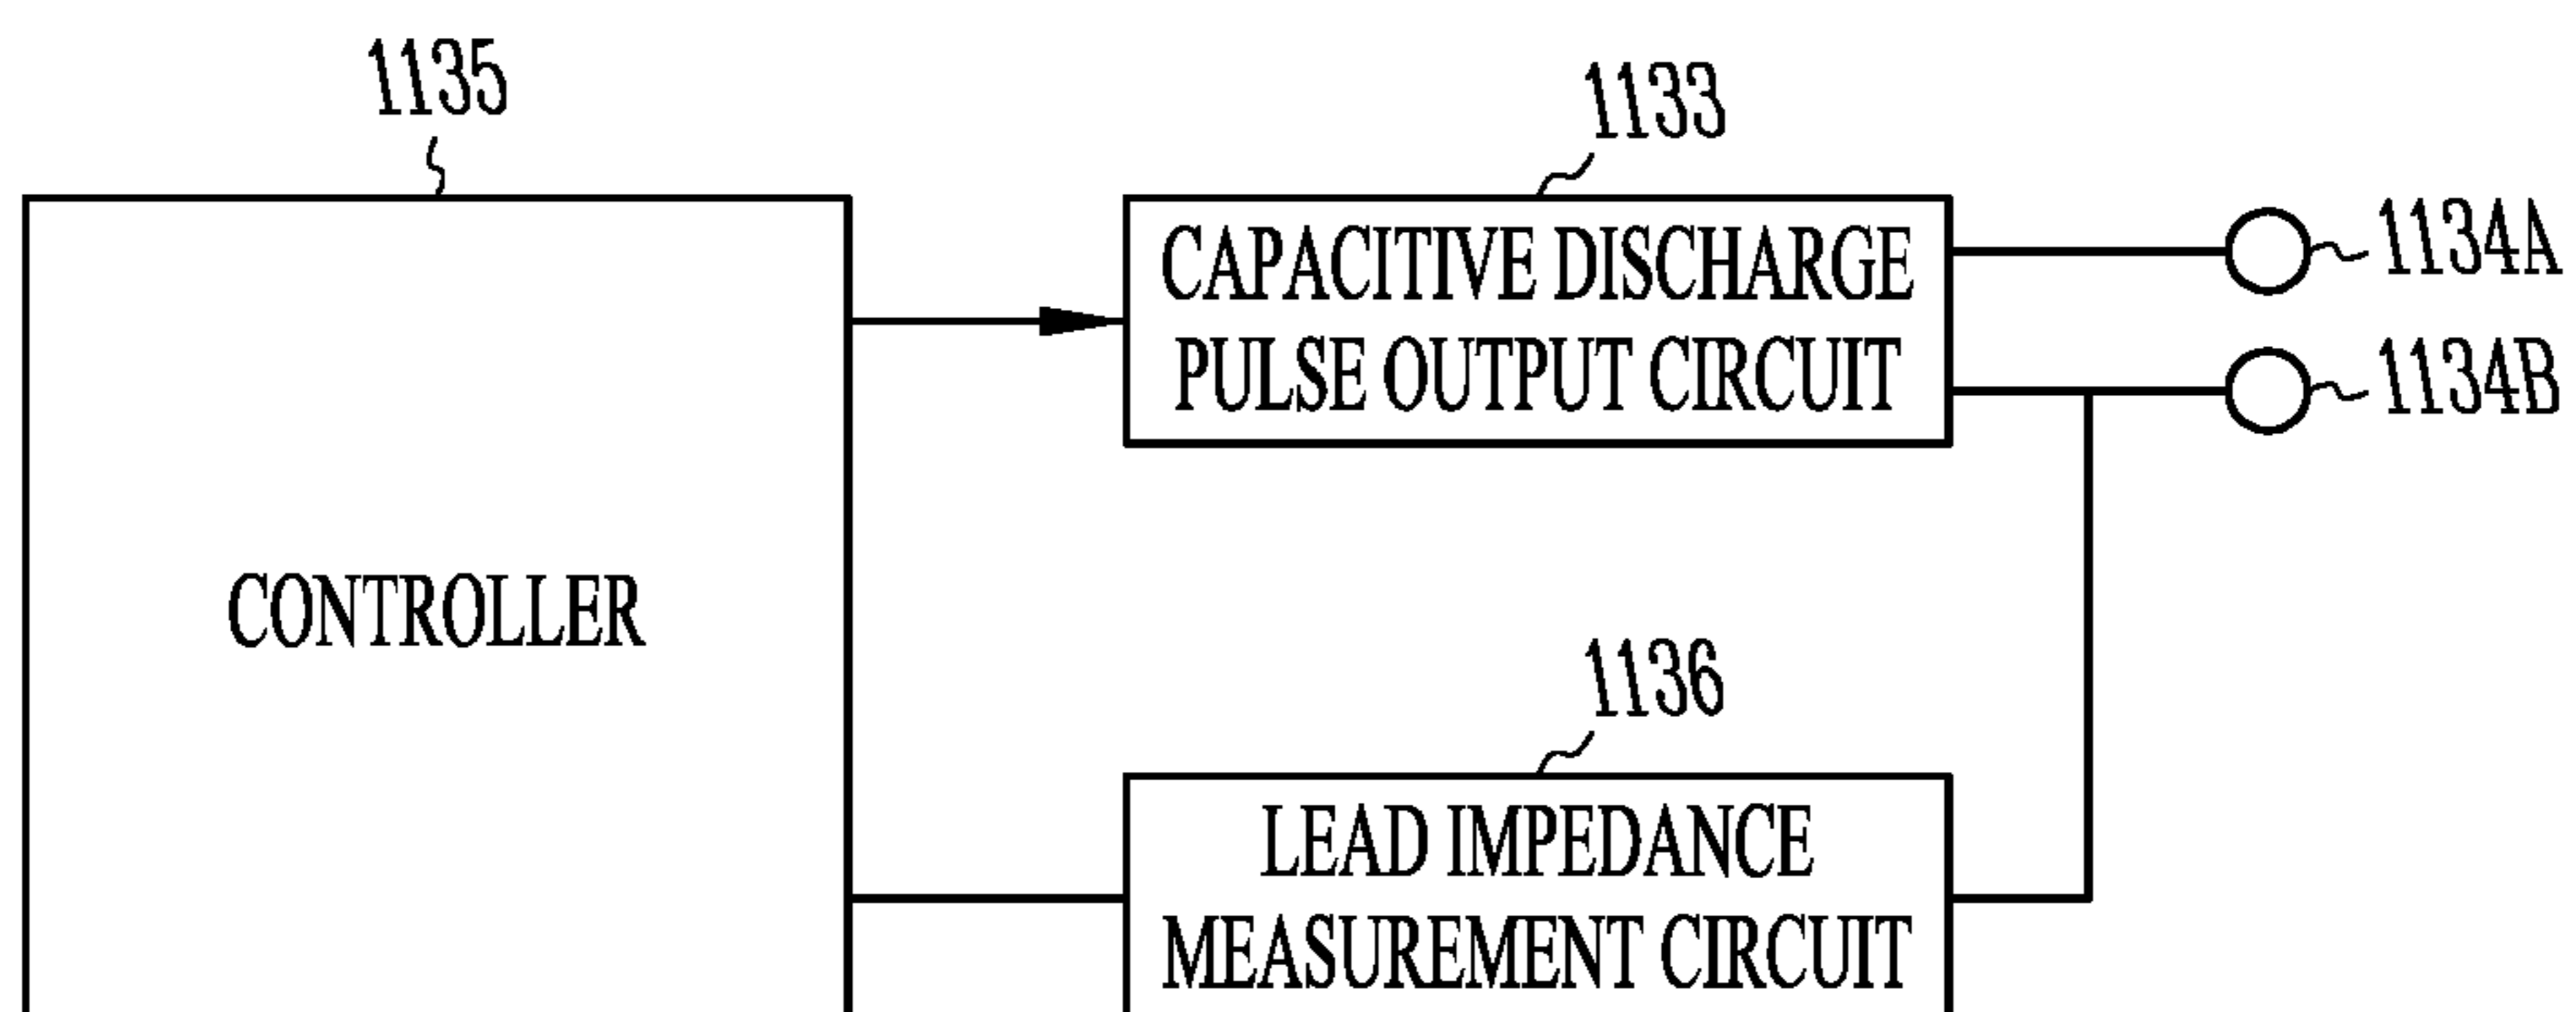 1135
1133
CAPACITIVE DISCHARGE
PULSE OUTPUT CIRCUIT
1134A
1134B
CONTROLLER
1136
LEAD IMPEDANCE
MEASUREMENT CIRCUIT